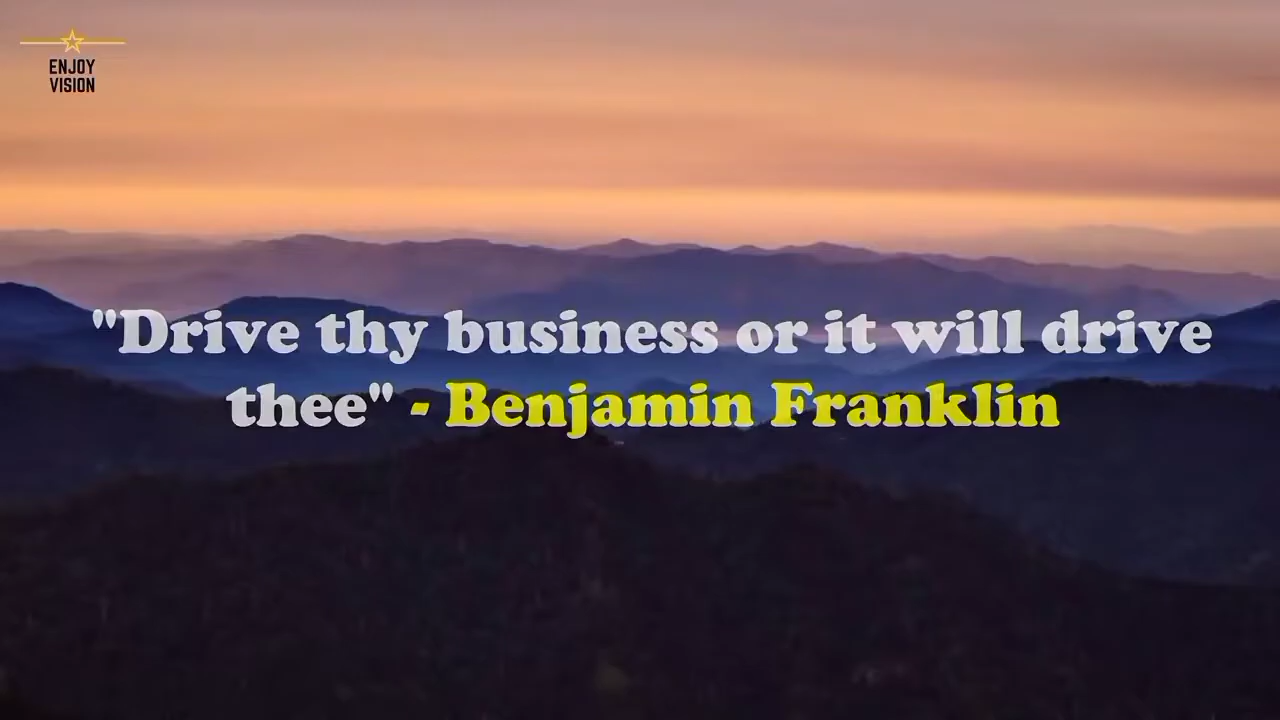 ENJOY
VISION
"Drive thy business or it will drive
thee" - Benjamin Franklin